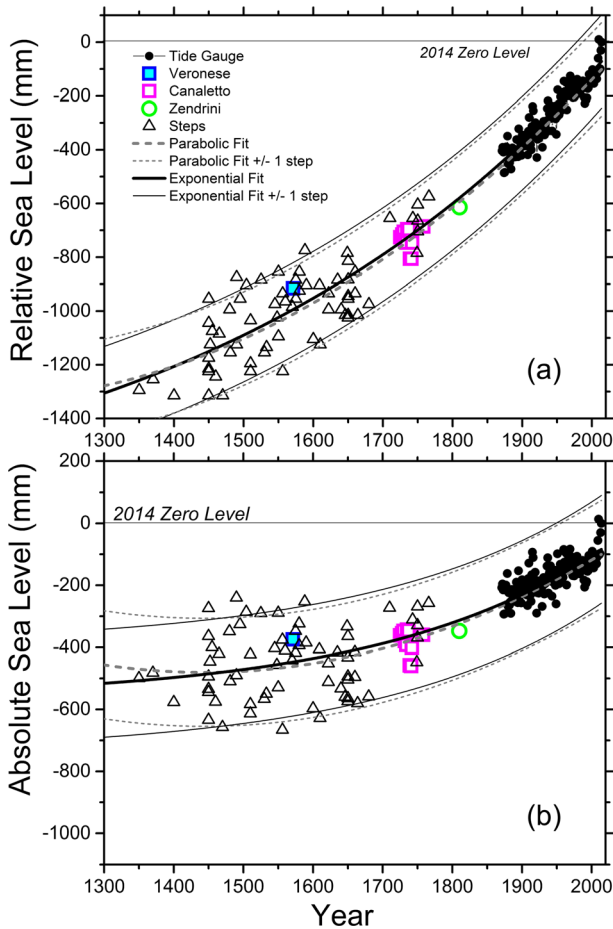 (a)
0
2014 Zero Level
Tide Gauge
Veronese
Canaletto
Zendrini
Steps
Parabolic Fit
Parabolic Fit +/- 1 step
Exponential Fit
Exponential Fit +/- 1 step
-200
-400
-600
-800
-1000
-1200
-1400
Relative Sea Level (mm)
1300 1400 1500 1600 1700 1800 1900 2000
200
2014 Zero Level
0
-200
-400
-600
-800
-1000
Absolute Sea Level (mm)
(b)
1300 1400 1500 1600 1700 1800 1900 2000
Year